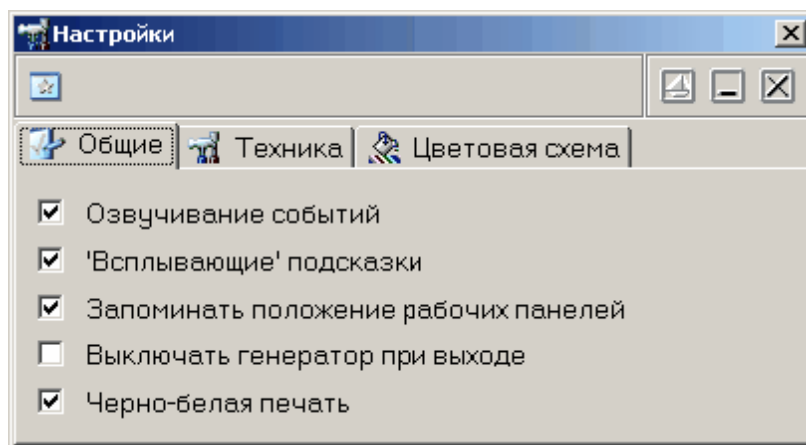 Настройки
Общие Техника Цветовая схема
Озвучивание событий
'Всплывающие' подсказки
Запоминать положение рабочих панелей
Выключать генератор при выходе
Черно-белая печать